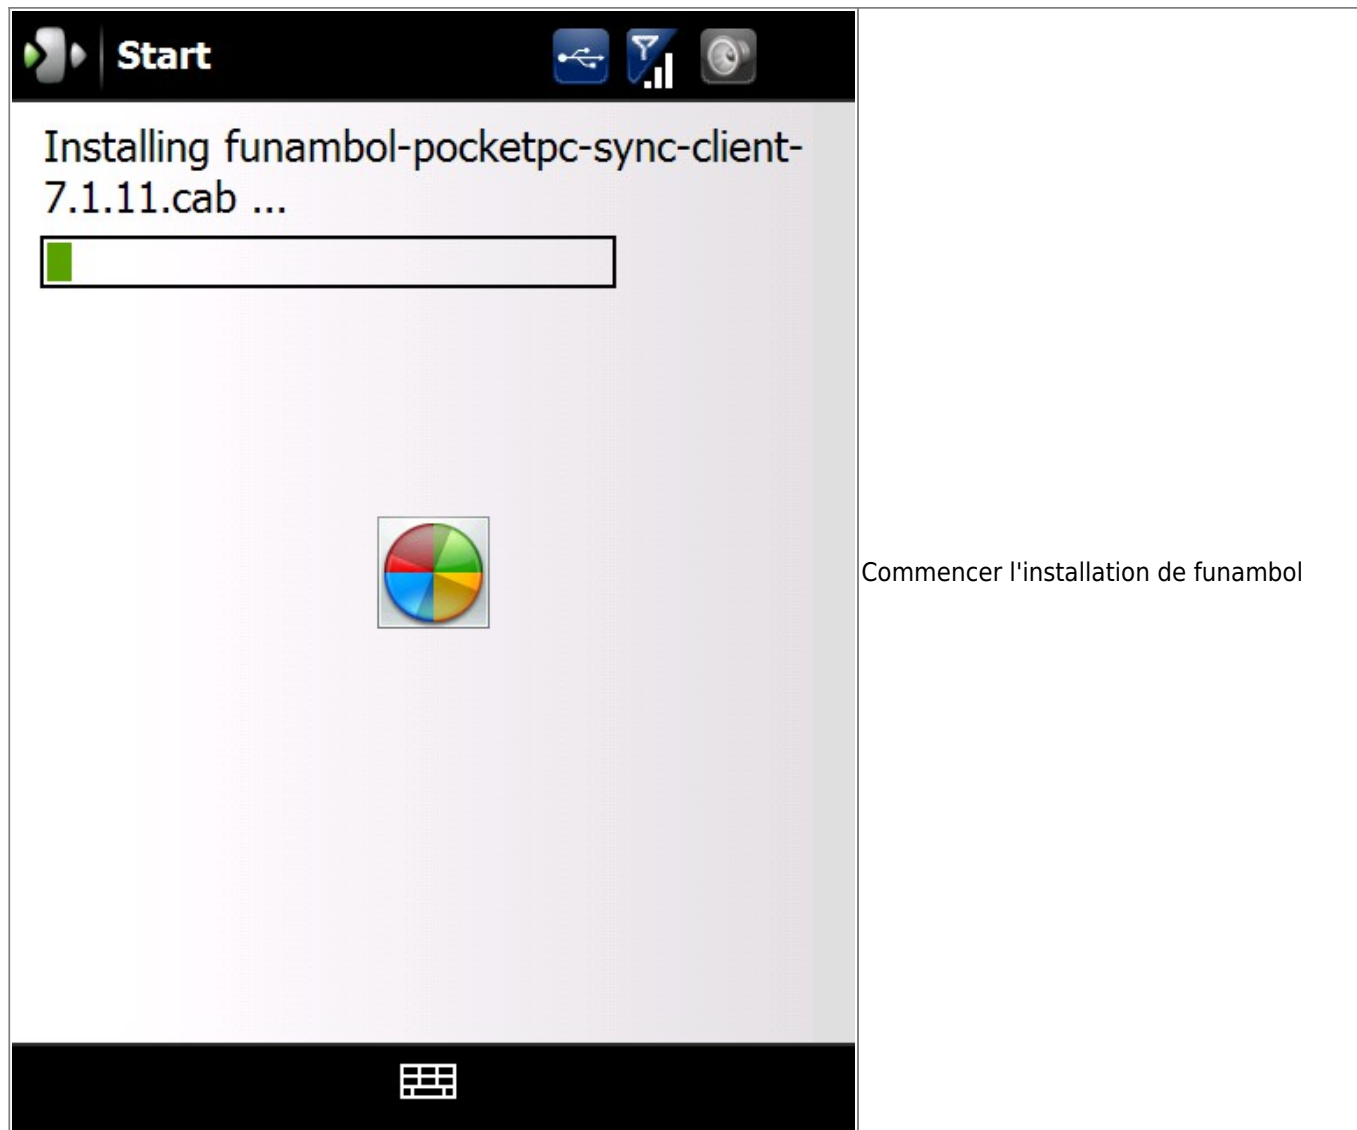 Start
Installing funambol-pocketpc-sync-client-
7.1.11.cab ...
Commencer l'installation de funambol